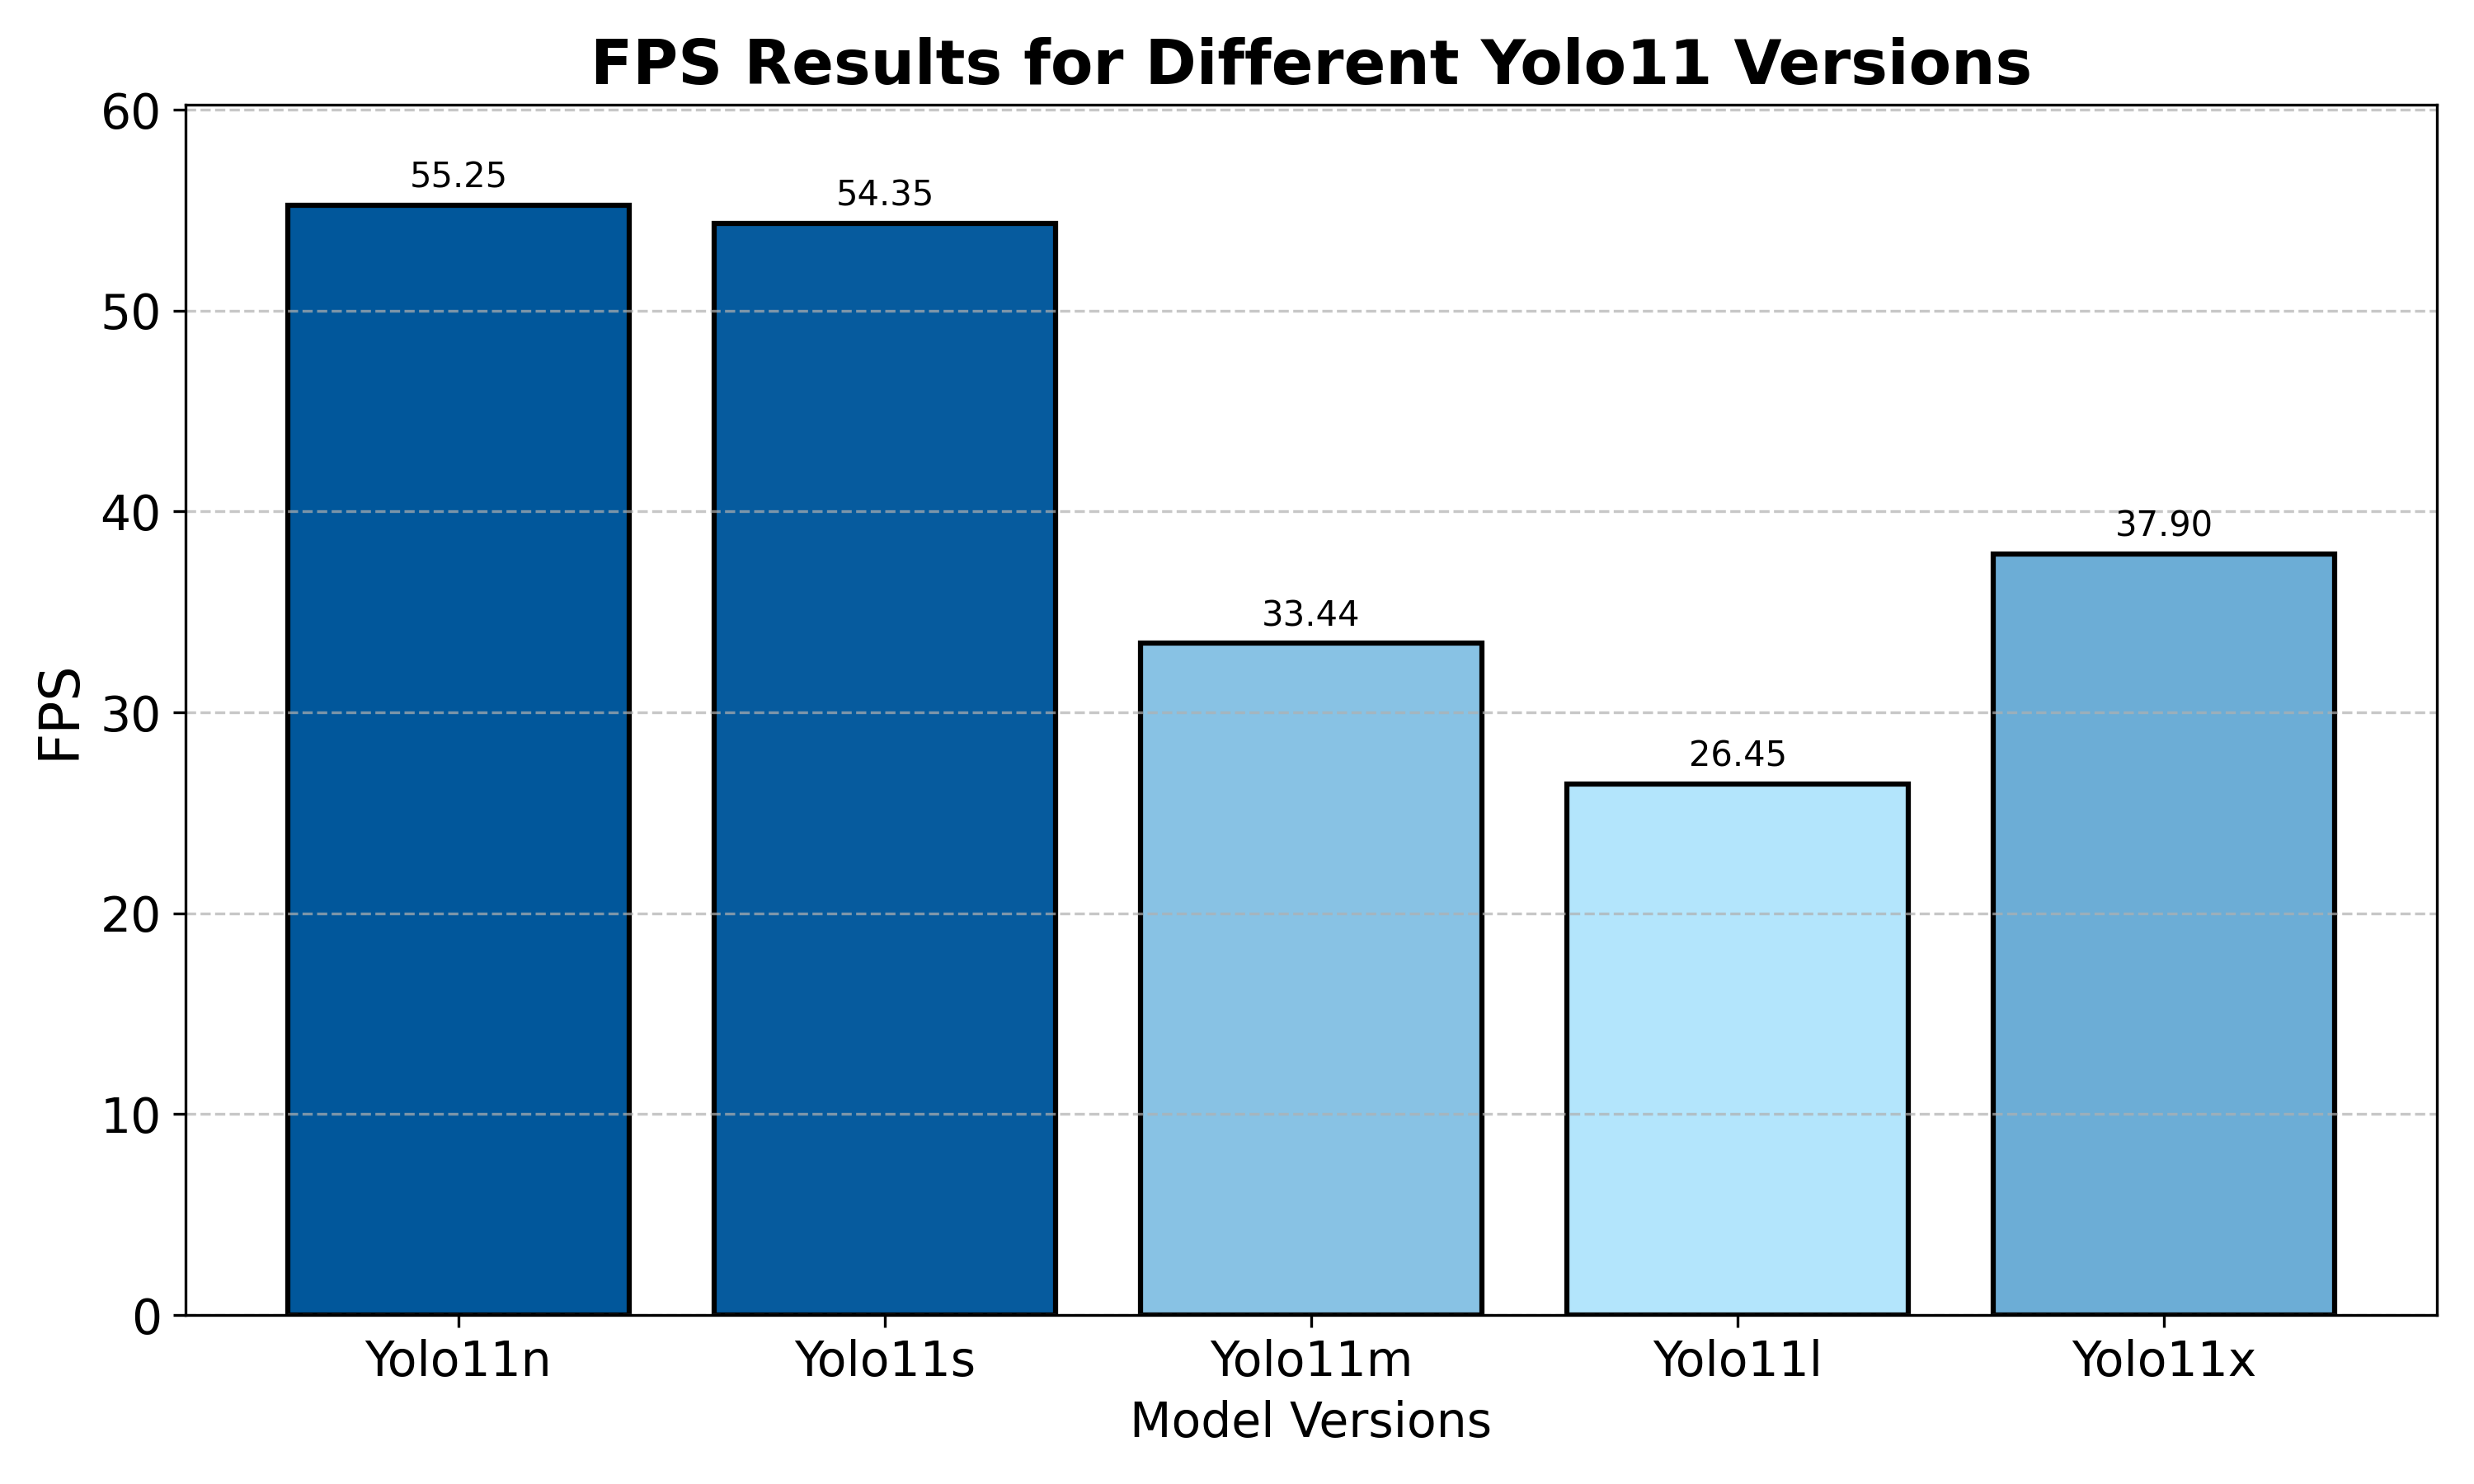 FPS Results for Different Yolo11 Versions
60
50
40
30
20
10
0
FPS
55.25
54.35
33.44
26.45
37.90
Yolo11n
Yolo11s
Yolo11m
Yolo11l
Yolo11x
Model Versions